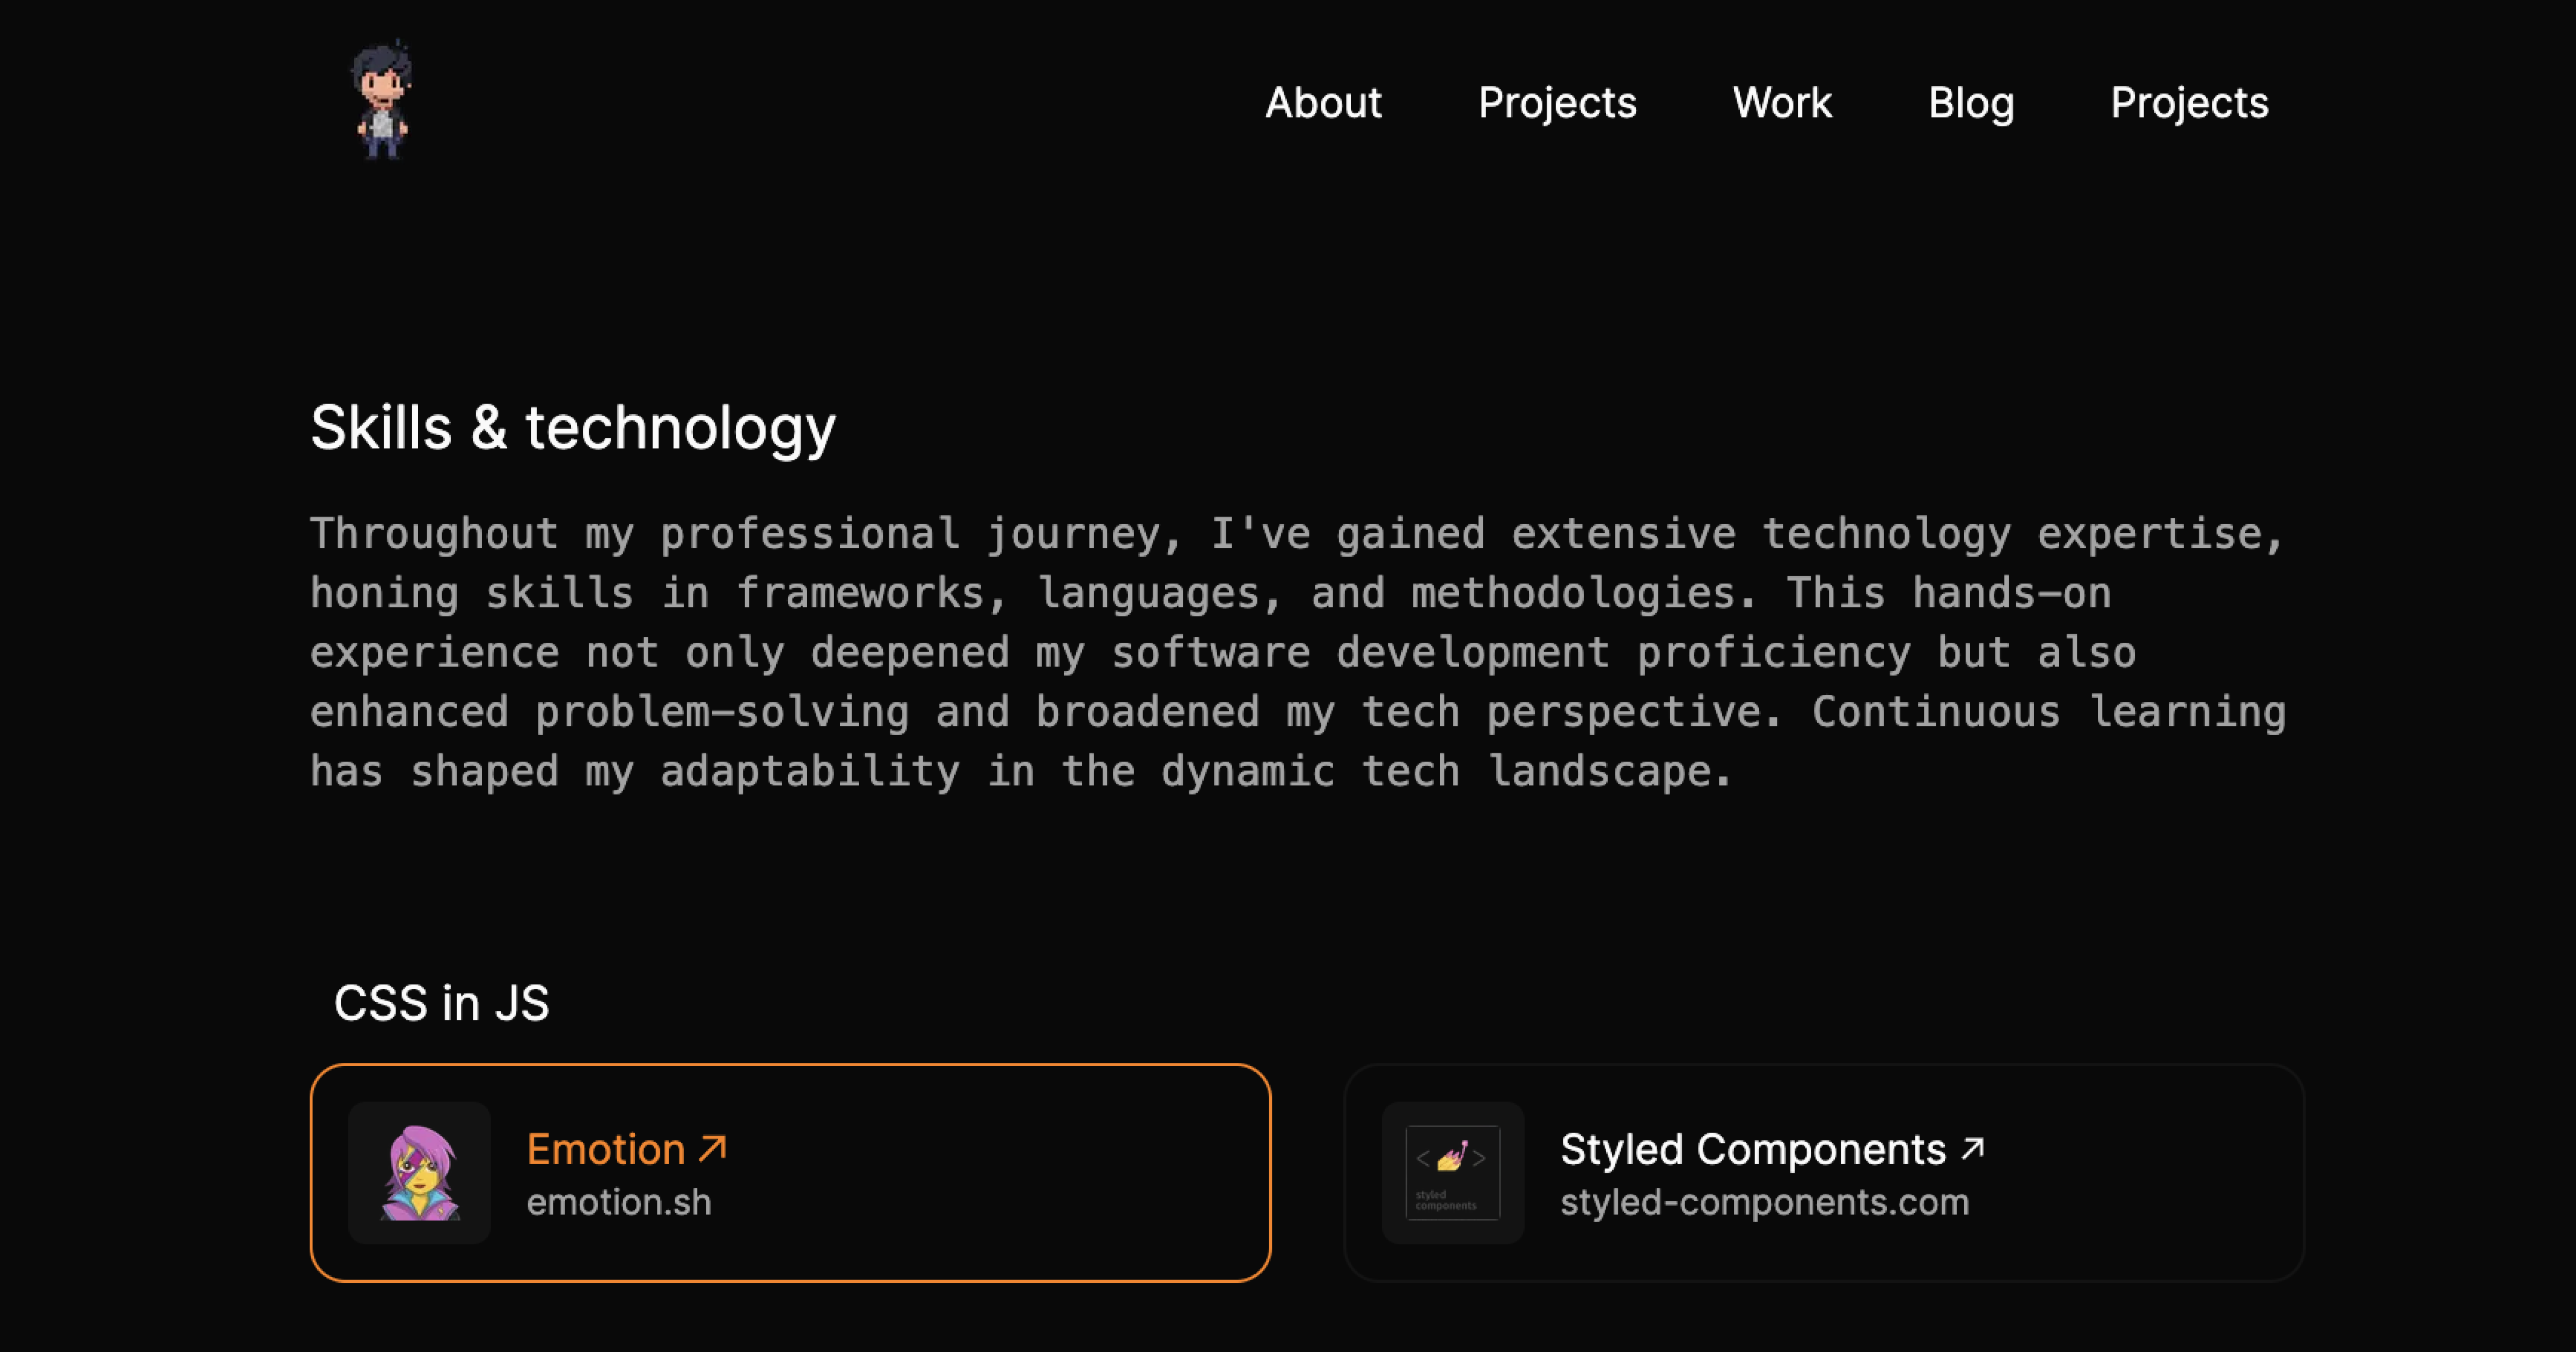 About Projects Work Blog Projects
Skills & technology
Throughout my professional journey, I've gained extensive technology expertise,
honing skills in frameworks, languages, and methodologies. This hands-on
experience not only deepened my software development proficiency but also
enhanced problem-solving and broadened my tech perspective. Continuous learning
has shaped my adaptability in the dynamic tech landscape.
CSS in JS
Emotion ↗
emotion.sh
< >
styled
components
Styled Components ↗
styled-components.com